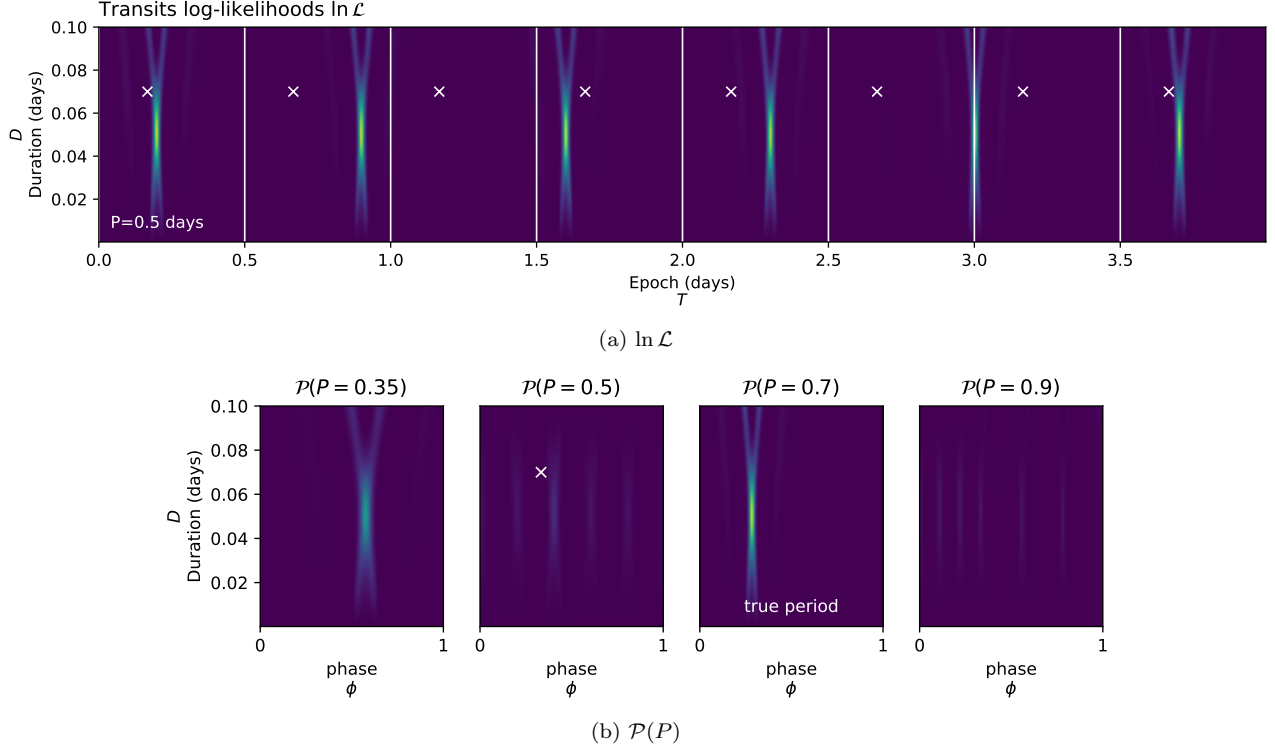 Transits log-likelihoods ln ℒ
0.10
0.08
0.06
0.04
0.02
D
Duration (days)
P=0.5 days
0.0 0.5 1.0 1.5 2.0 2.5 3.0 3.5
Epoch (days)
T
(a) ln ℒ
𝒫(P = 0.35) 𝒫(P = 0.5) 𝒫(P = 0.7) 𝒫(P = 0.9)
0.10
0.08
0.06
0.04
0.02
D
Duration (days)
true period
0 1 0 1 0 1 0 1
phase phase phase phase
ϕ ϕ ϕ ϕ
(b) 𝒫(P)